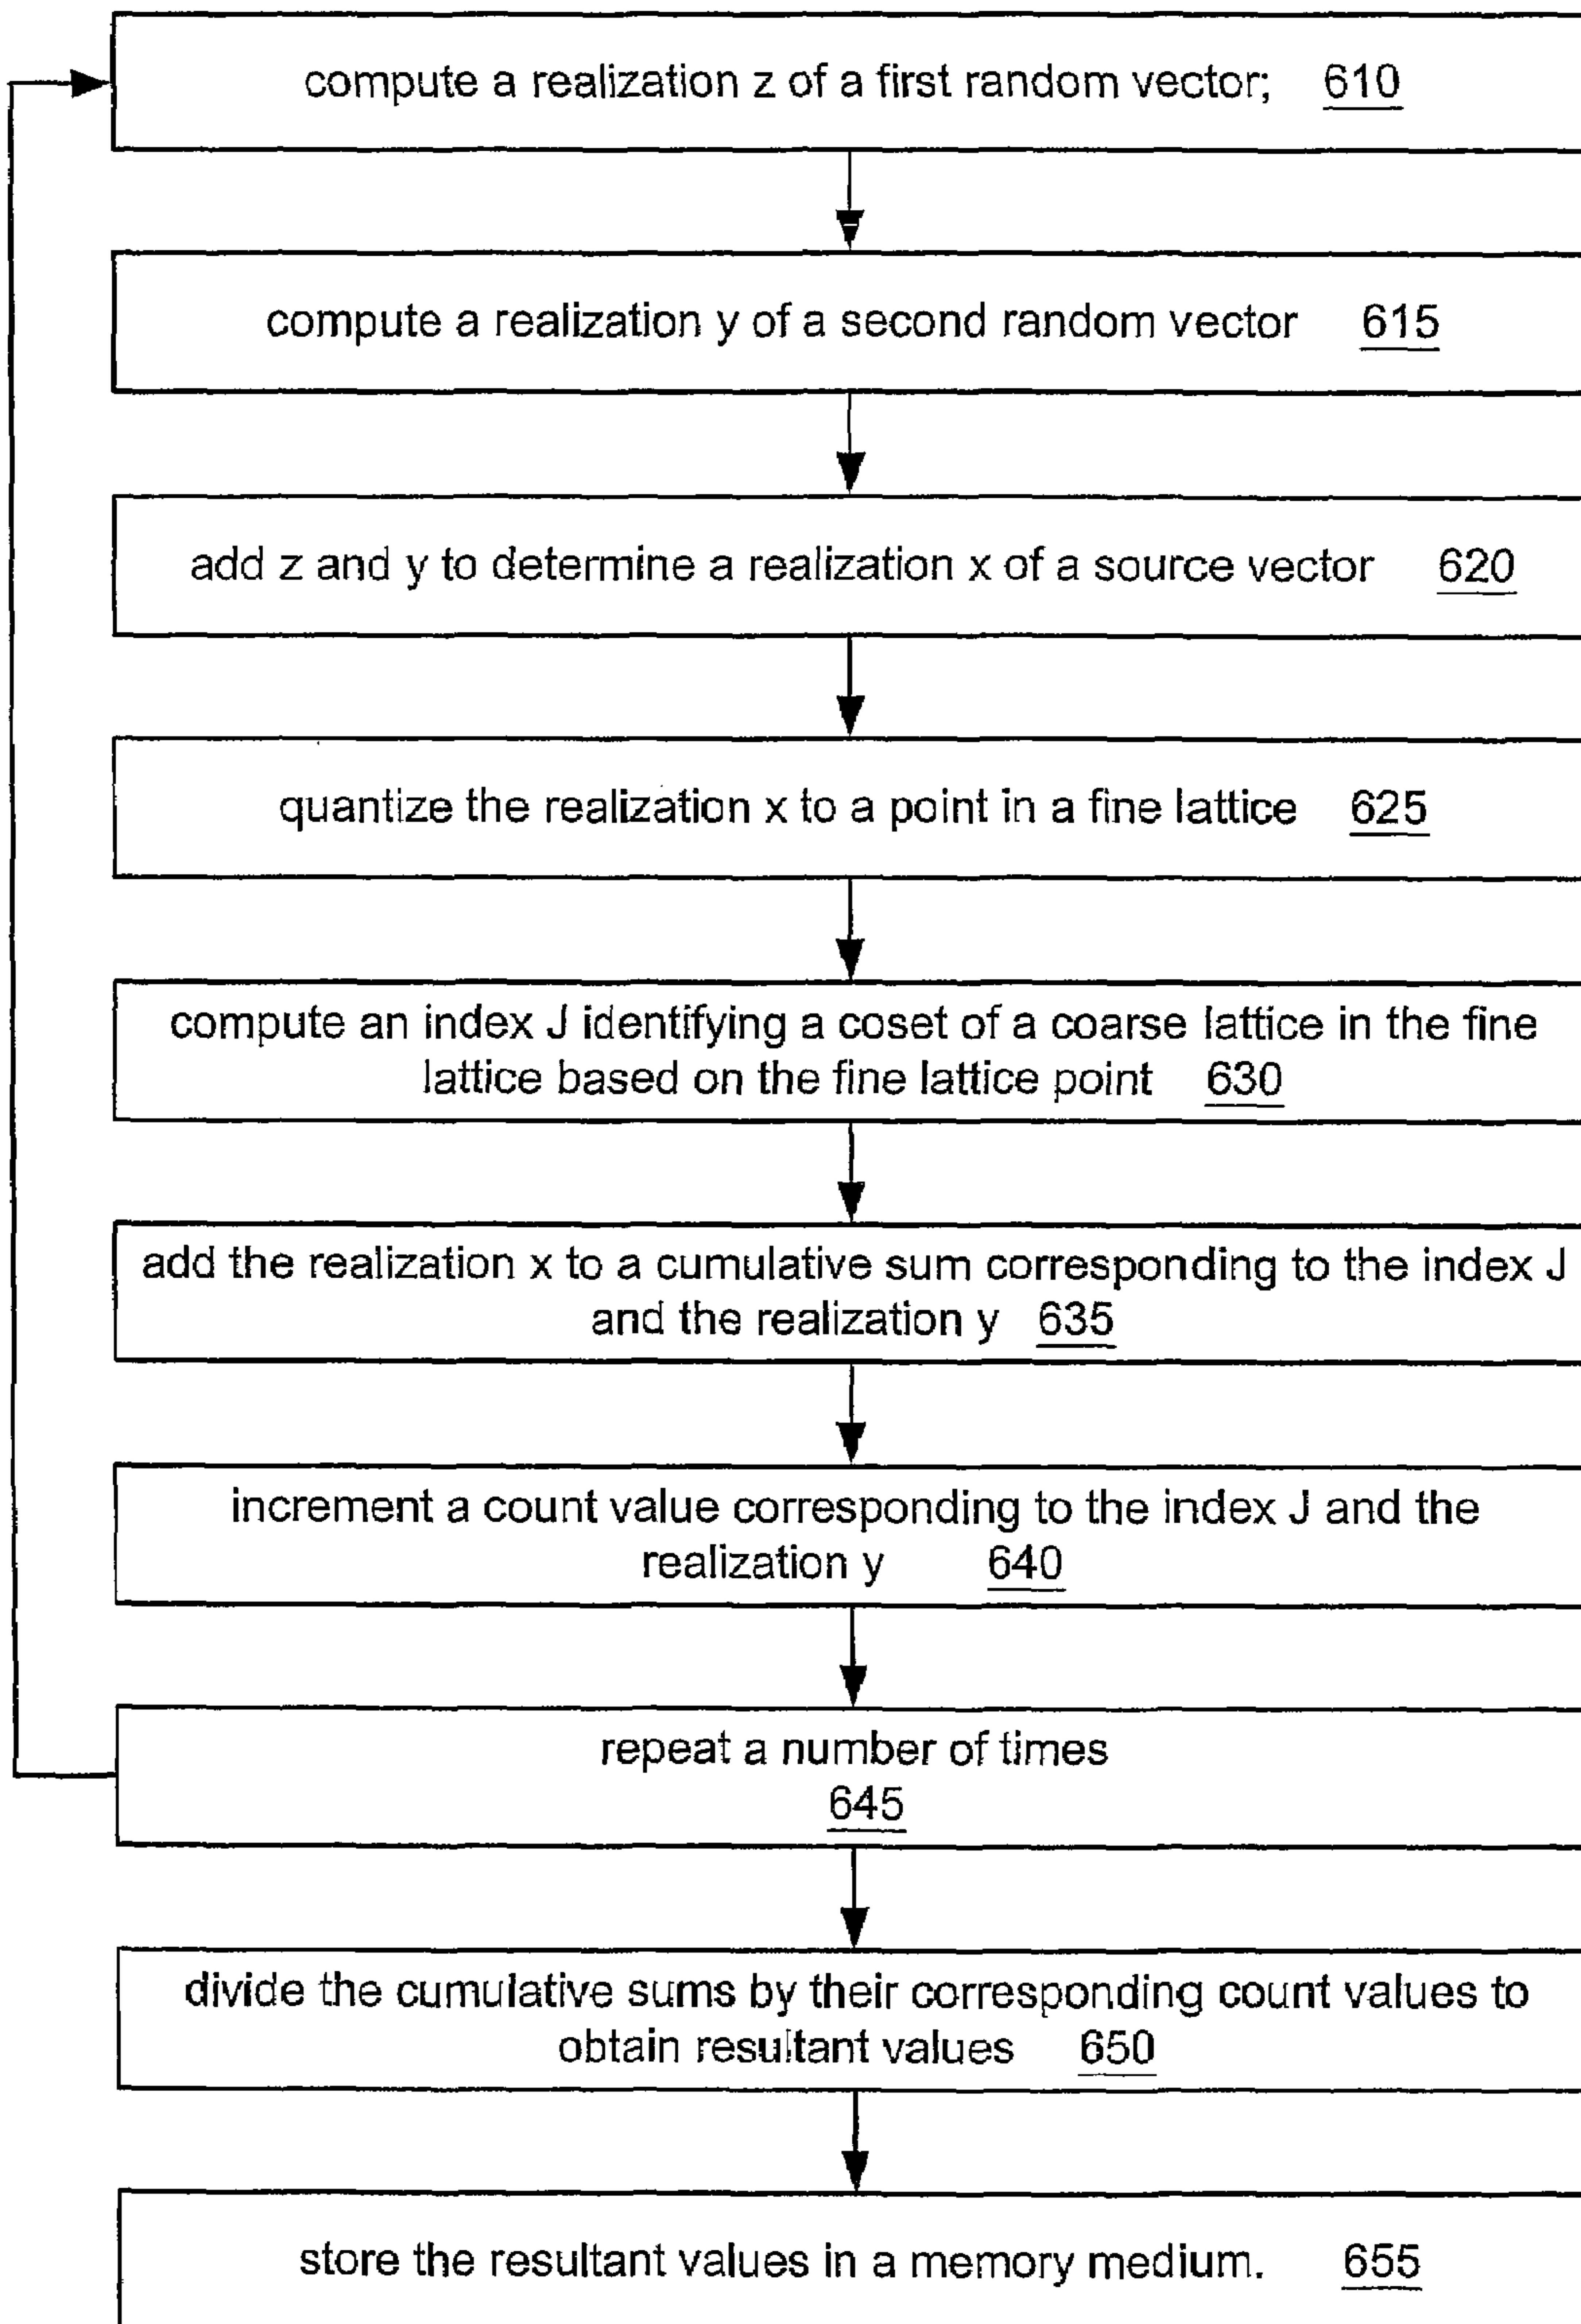 compute a realization z of a first random vector; 610
compute a realization y of a second random vector 615
add z and y to determine a realization x of a source vector 620
quantize the realization x to a point in a fine lattice 625
compute an index J identifying a coset of a coarse lattice in the fine
lattice based on the fine lattice point 630
add the realization x to a cumulative sum corresponding to the index J
and the realization y 635
increment a count value corresponding to the index J and the
realization y 640
repeat a number of times
645
divide the cumulative sums by their corresponding count values to
obtain resultant values 650
store the resultant values in a memory medium. 655